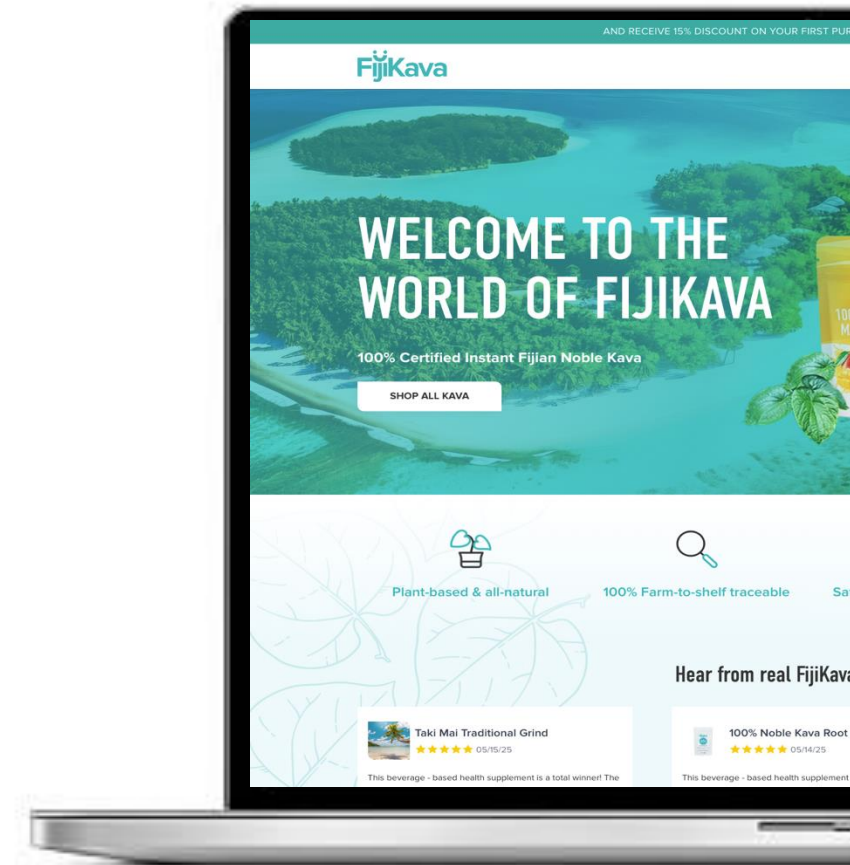 AND RECEIVE 15% DISCOUNT ON YOUR FIRST
FijiKava
WELCOME TO THE
WORLD OF FIJIKAVA
100% Certified Instant Fijian Noble Kava
SHOP ALL KAVA
Plant-based & all-natural
100% Farm-to-shelf traceable
Hear from real FijiKava
Taki Mai Traditional Grind
05/15/25
This beverage - based health supplement is a total winner! The
100% Noble Kava Root
05/14/25
This beverage - based health supplement